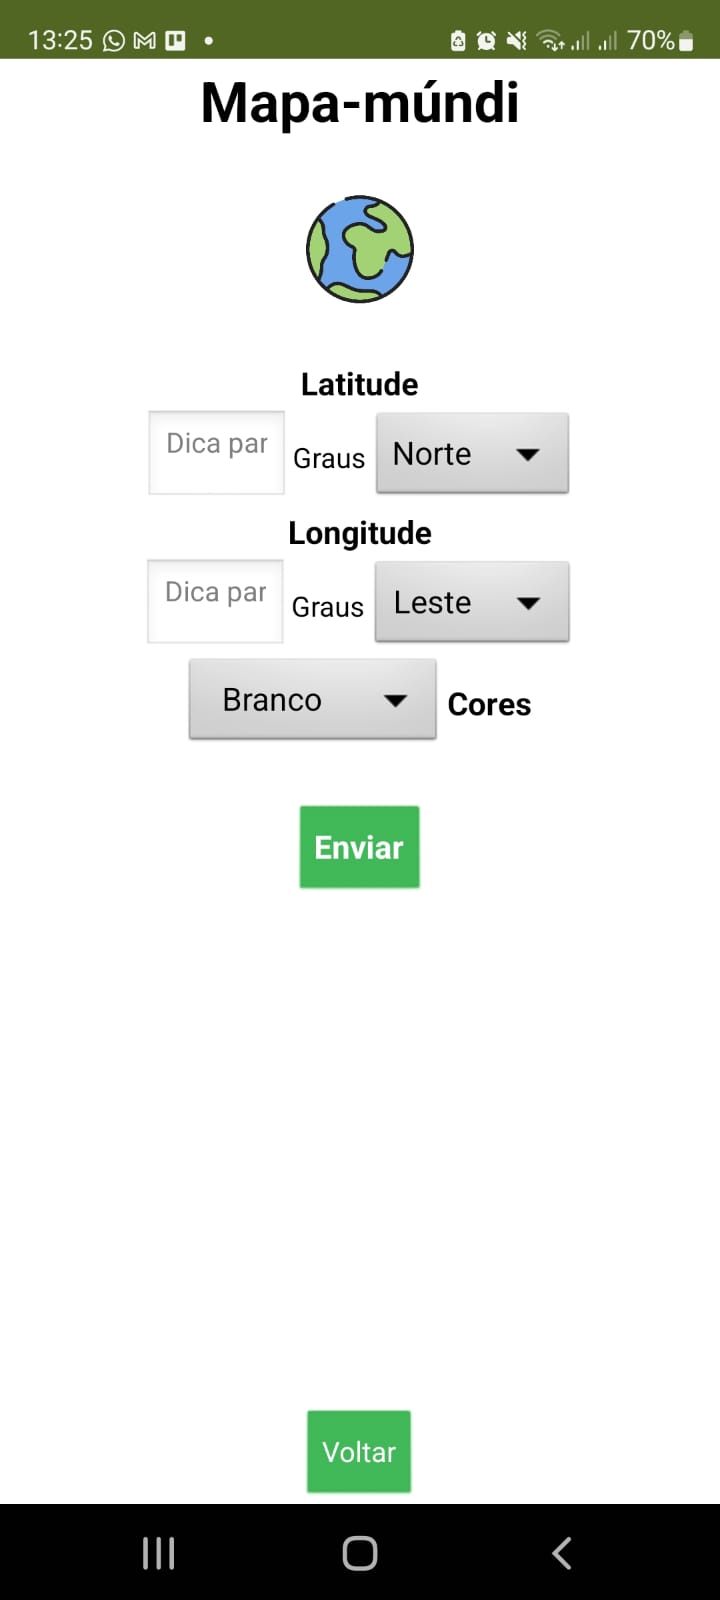 13:25 70%
Mapa-múndi
Latitude
Dica par Graus Norte
Longitude
Dica par Graus Leste
Branco Cores
Enviar
Voltar